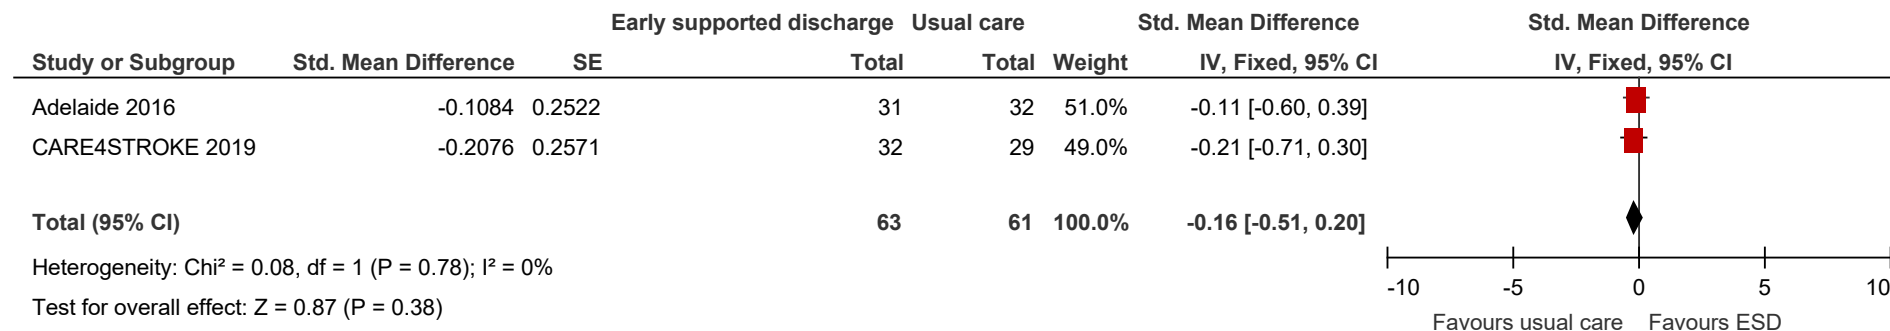 Early supported discharge Usual care Std. Mean Difference Std. Mean Difference
Study or Subgroup Std. Mean Difference SE Total Total Weight IV, Fixed, 95% CI IV, Fixed, 95% CI
Adelaide 2016 -0.1084 0.2522 31 32 51.0% -0.11 [-0.60, 0.39]
CARE4STROKE 2019 -0.2076 0.2571 32 29 49.0% -0.21 [-0.71, 0.30]
Total (95% CI) 63 61 100.0% -0.16 [-0.51, 0.20]
Heterogeneity: Chi² = 0.08, df = 1 (P = 0.78); I² = 0%
Test for overall effect: Z = 0.87 (P = 0.38)
-10 -5 0 5 10
Favours usual care Favours ESD